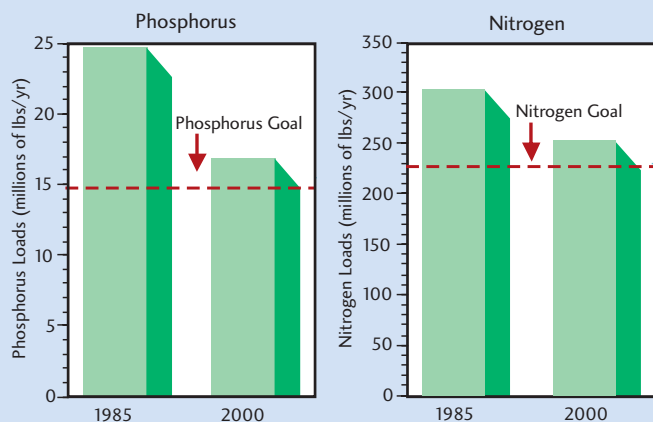 Phosphorus
Phosphorus Loads (millions of lbs/yr)
25
20
15
10
5
0
Phosphorus Goal
1985 2000
Nitrogen
Nitrogen Loads (millions of lbs/yr)
350
300
250
200
150
100
50
0
Nitrogen Goal
1985 2000